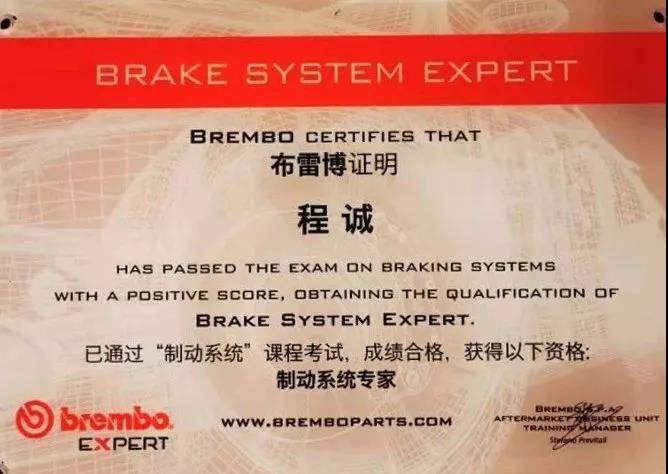 BRAKE SYSTEM EXPERT
BREMBO CERTIFIES THAT
布雷博证明
程 诚
HAS PASSED THE EXAM ON BRAKING SYSTEMS
WITH A POSITIVE SCORE, OBTAINING THE QUALIFICATION OF
BRAKE SYSTEM EXPERT.
已通过“制动系统”课程考试，成绩合格，获得以下资格:
制动系统专家
brembo.
EXPERT
WWW.BREMBOPARTS.COM
BREMBO S.P.A.
AFTERMARKET BUSINESS UNIT
TRAINING MANAGER
Stefano Previtali